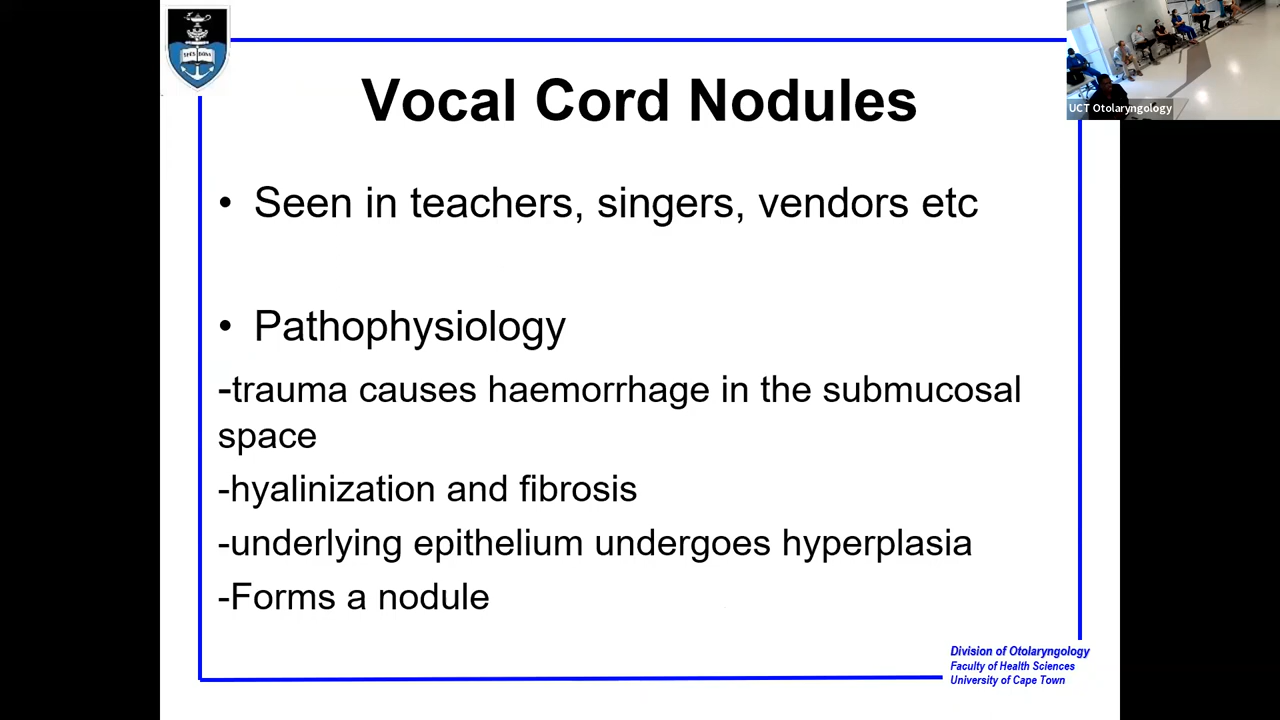 SPES BONA
UCT Otolaryngology
Vocal Cord Nodules
• Seen in teachers, singers, vendors etc
• Pathophysiology
-trauma causes haemorrhage in the submucosal
space
-hyalinization and fibrosis
-underlying epithelium undergoes hyperplasia
-Forms a nodule
Division of Otolaryngology
Faculty of Health Sciences
University of Cape Town